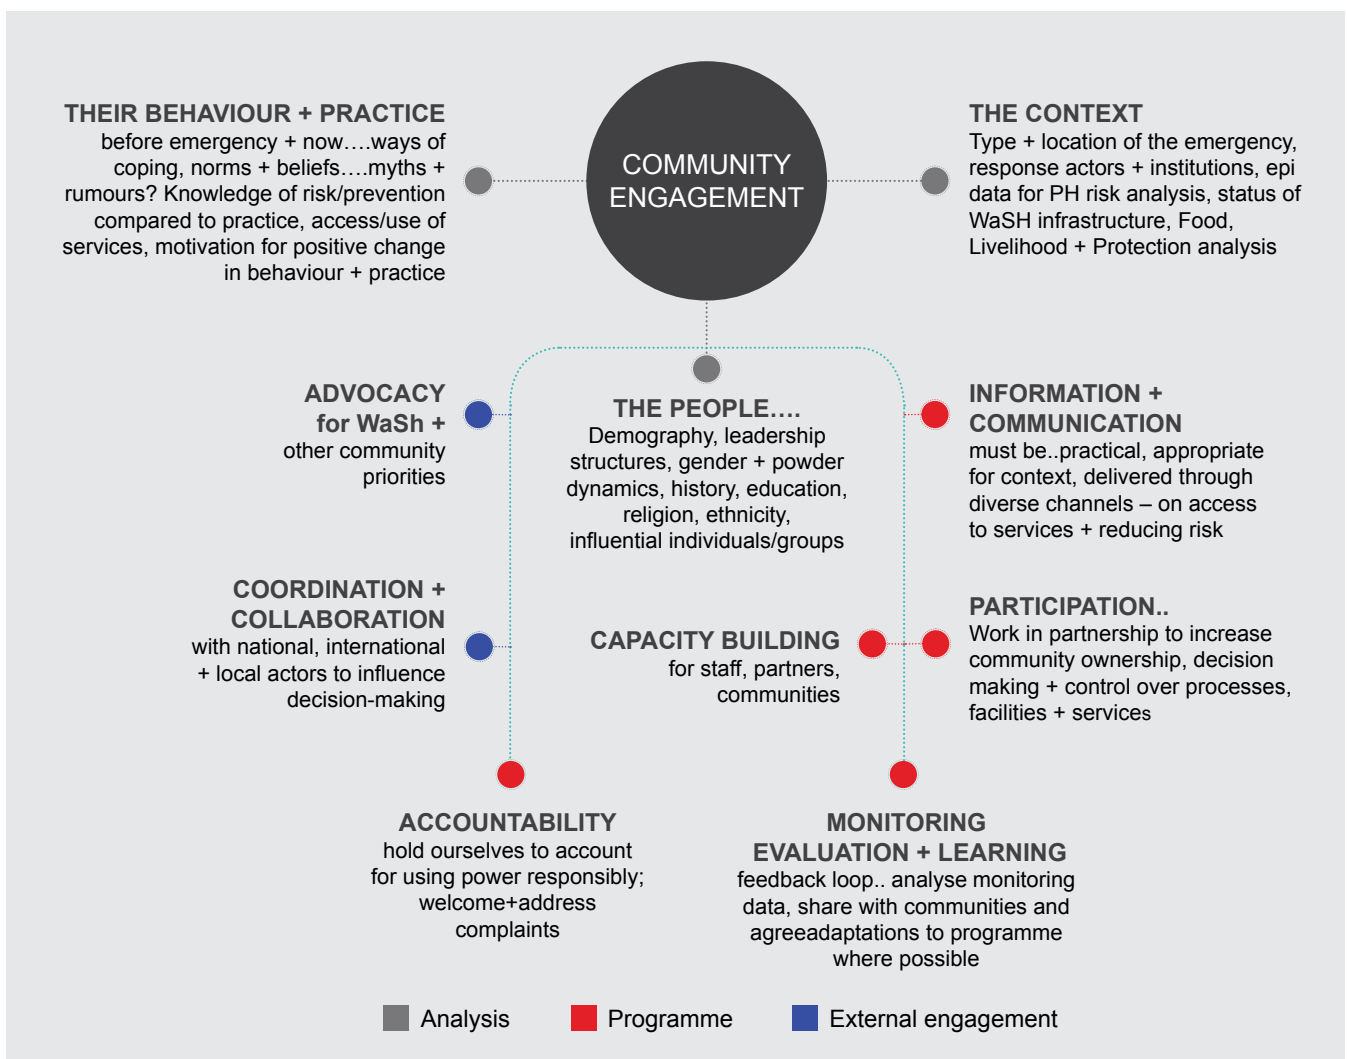 COMMUNITY
ENGAGEMENT
THEIR BEHAVIOUR + PRACTICE
before emergency + now....ways of
coping, norms + beliefs....myths +
rumours? Knowledge of risk/prevention
compared to practice, access/use of
services, motivation for positive change
in behaviour + practice
THE CONTEXT
Type + location of the emergency,
response actors + institutions, epi
data for PH risk analysis, status of
WaSH infrastructure, Food,
Livelihood + Protection analysis
ADVOCACY
for WaSh +
other community
priorities
THE PEOPLE....
Demography, leadership
structures, gender + powder
dynamics, history, education,
religion, ethnicity,
influential individuals/groups
INFORMATION +
COMMUNICATION
must be..practical, appropriate
for context, delivered through
diverse channels – on access
to services + reducing risk
COORDINATION +
COLLABORATION
with national, international
+ local actors to influence
decision-making
CAPACITY BUILDING
for staff, partners,
communities
PARTICIPATION..
Work in partnership to increase
community ownership, decision
making + control over processes,
facilities + services
ACCOUNTABILITY
hold ourselves to account
for using power responsibly;
welcome+address
complaints
MONITORING
EVALUATION + LEARNING
feedback loop.. analyse monitoring
data, share with communities and
agreeadaptations to programme
where possible
Analysis
Programme
External engagement